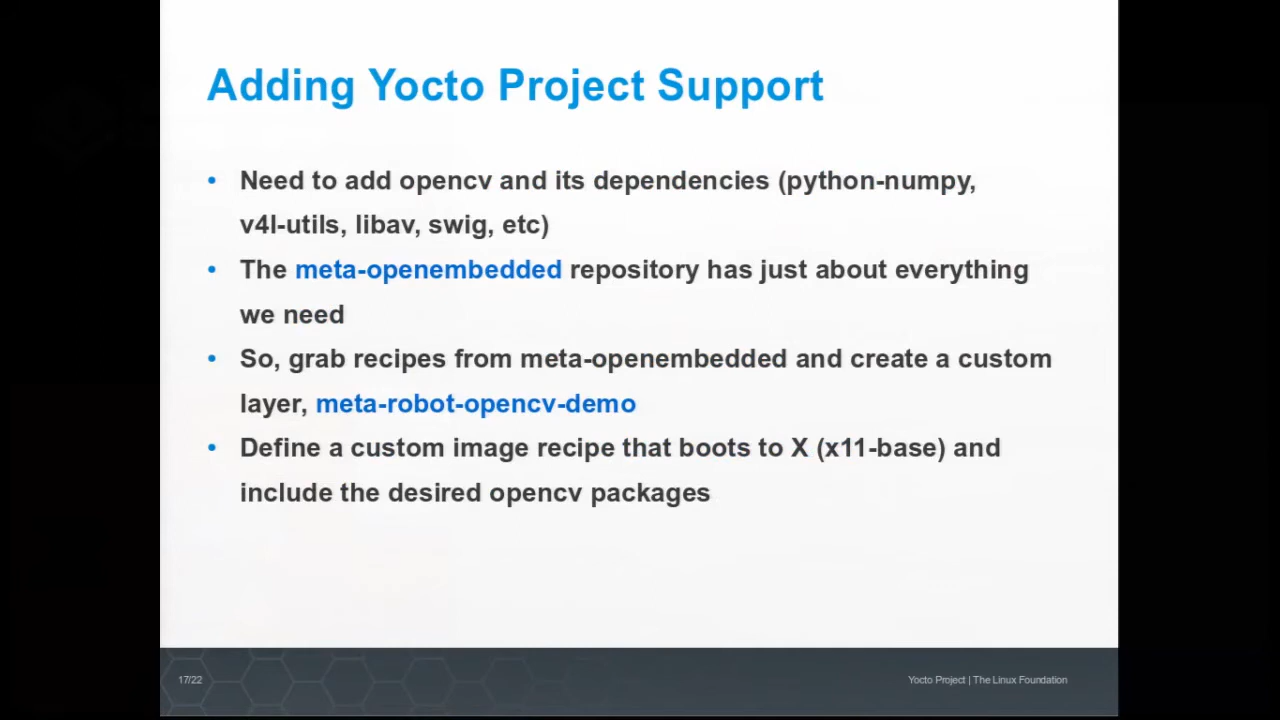 Adding Yocto Project Support
• Need to add opencv and its dependencies (python-numpy,
v4l-utils, libav, swig, etc)
• The meta-openembedded repository has just about everything
we need
• So, grab recipes from meta-openembedded and create a custom
layer, meta-robot-opencv-demo
• Define a custom image recipe that boots to X (x11-base) and
include the desired opencv packages
17/22
Yocto Project | The Linux Foundation